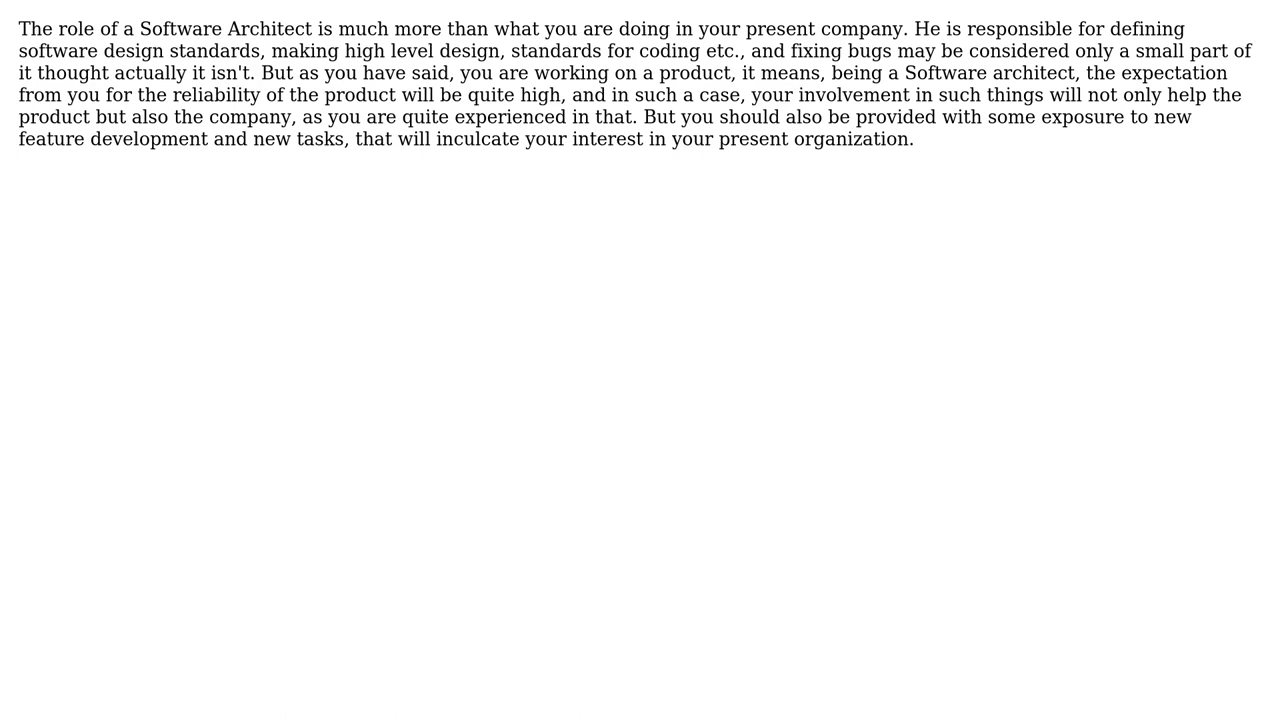 The role of a Software Architect is much more than what you are doing in your present company. He is responsible for defining
software design standards, making high level design, standards for coding etc., and fixing bugs may be considered only a small part of
it thought actually it isn't. But as you have said, you are working on a product, it means, being a Software architect, the expectation
from you for the reliability of the product will be quite high, and in such a case, your involvement in such things will not only help the
product but also the company, as you are quite experienced in that. But you should also be provided with some exposure to new
feature development and new tasks, that will inculcate your interest in your present organization.